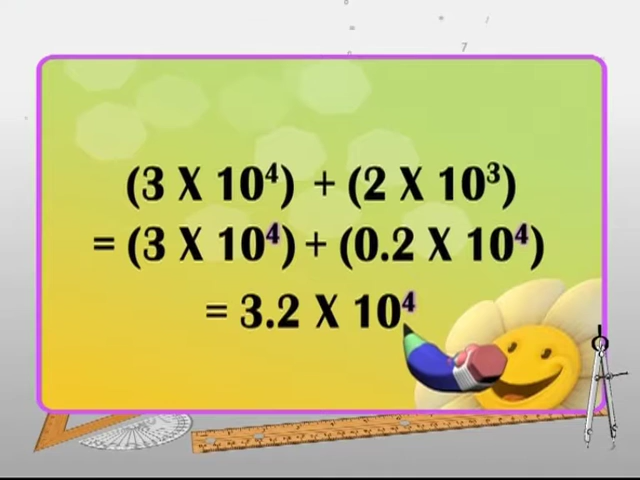 (3 X 10⁴) + (2 X 10³)
= (3 X 10⁴) + (0.2 X 10⁴)
= 3.2 X 10⁴